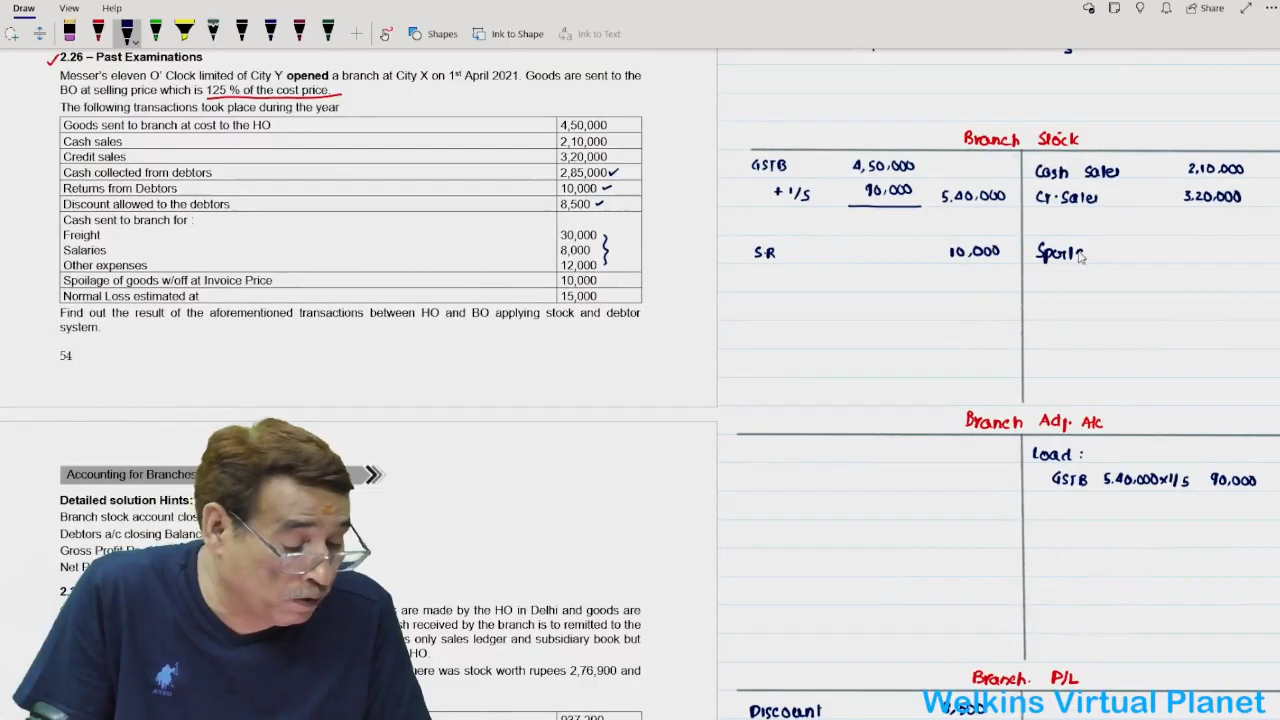 Draw View Help
Share
Shapes Ink to Shape Ink to Text
2.26 – Past Examinations
Messer's eleven O' Clock limited of City Y opened a branch at City X on 1st April 2021. Goods are sent to the
BO at selling price which is 125 % of the cost price.
The following transactions took place during the year
Goods sent to branch at cost to the HO 4,50,000
Cash sales 2,10,000
Credit sales 3,20,000
Cash collected from debtors 2,85,000
Returns from Debtors 10,000
Discount allowed to the debtors 8,500
Cash sent to branch for :
Freight 30,000
Salaries 8,000
Other expenses 12,000
Spoilage of goods w/off at Invoice Price 10,000
Normal Loss estimated at 15,000
Find out the result of the aforementioned transactions between HO and BO applying stock and debtor
system.
54
Accounting for Branches
Detailed solution Hints:
Branch stock account clos
Debtors a/c closing Balanc
Gross Profit
Net P
are made by the HO in Delhi and goods are
received by the branch is to remitted to the
only sales ledger and subsidiary book but
HO.
here was stock worth rupees 2,76,900 and
937,200
Branch Stock
GSTB 4,50,000 Cash sales 2,10,000
+ 1/5 90,000 5,40,000 Cr. Sales 3,20,000
S.R 10,000
Branch Adj. A/c
Load :
GSTB 5,40,000x1/5 90,000
Branch. P/L
Discount 8,500
Welkins Virtual Planet